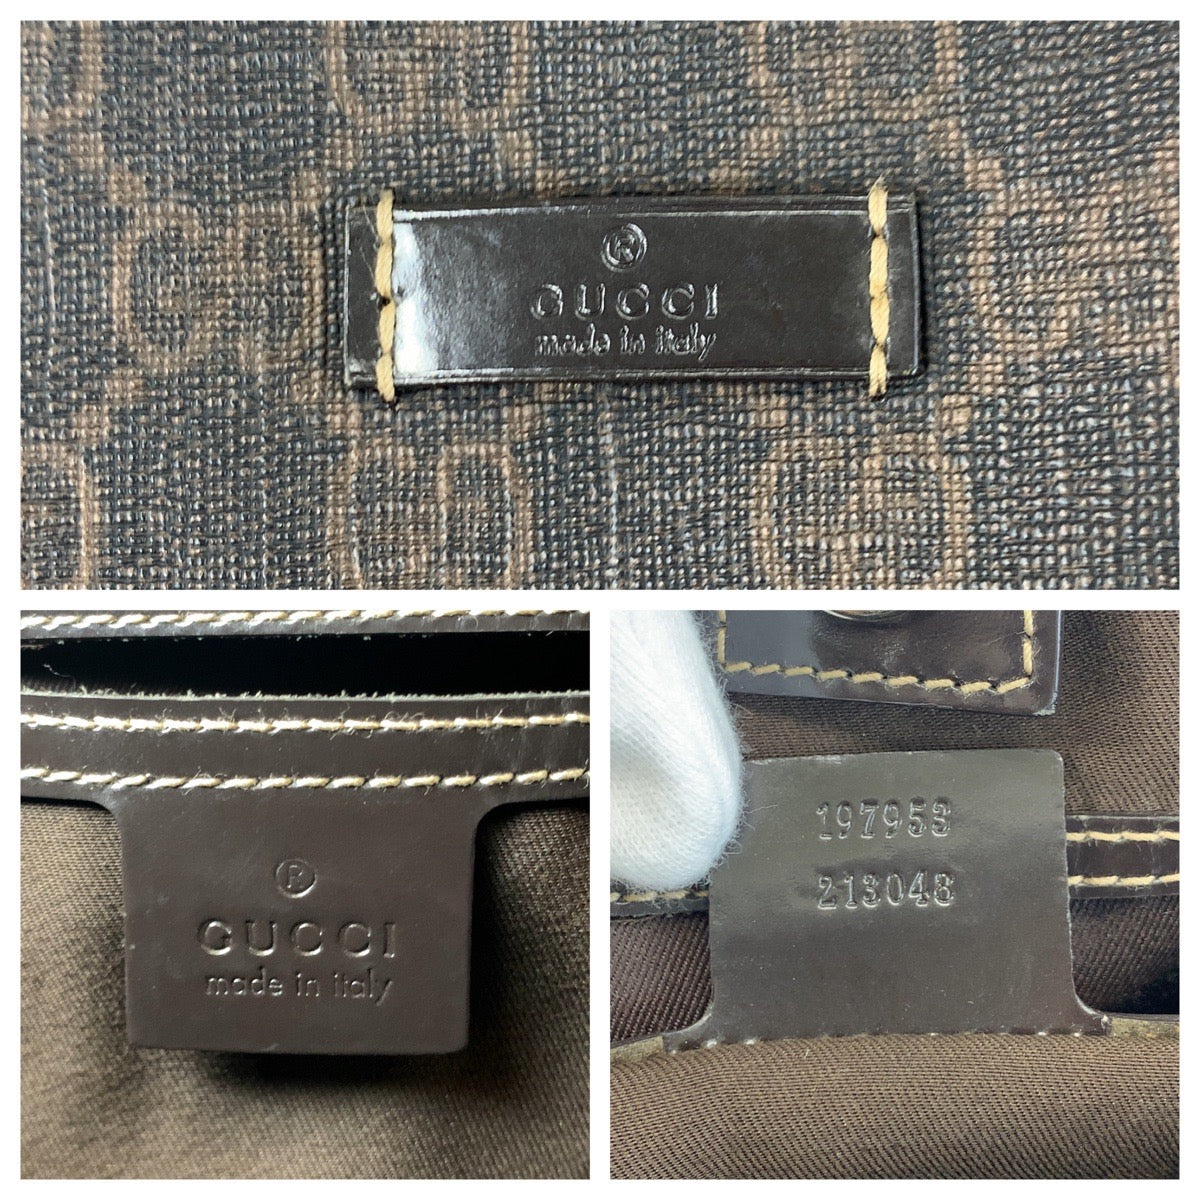 ®
GUCCI
made in italy
®
GUCCI
made in italy
197953
213048